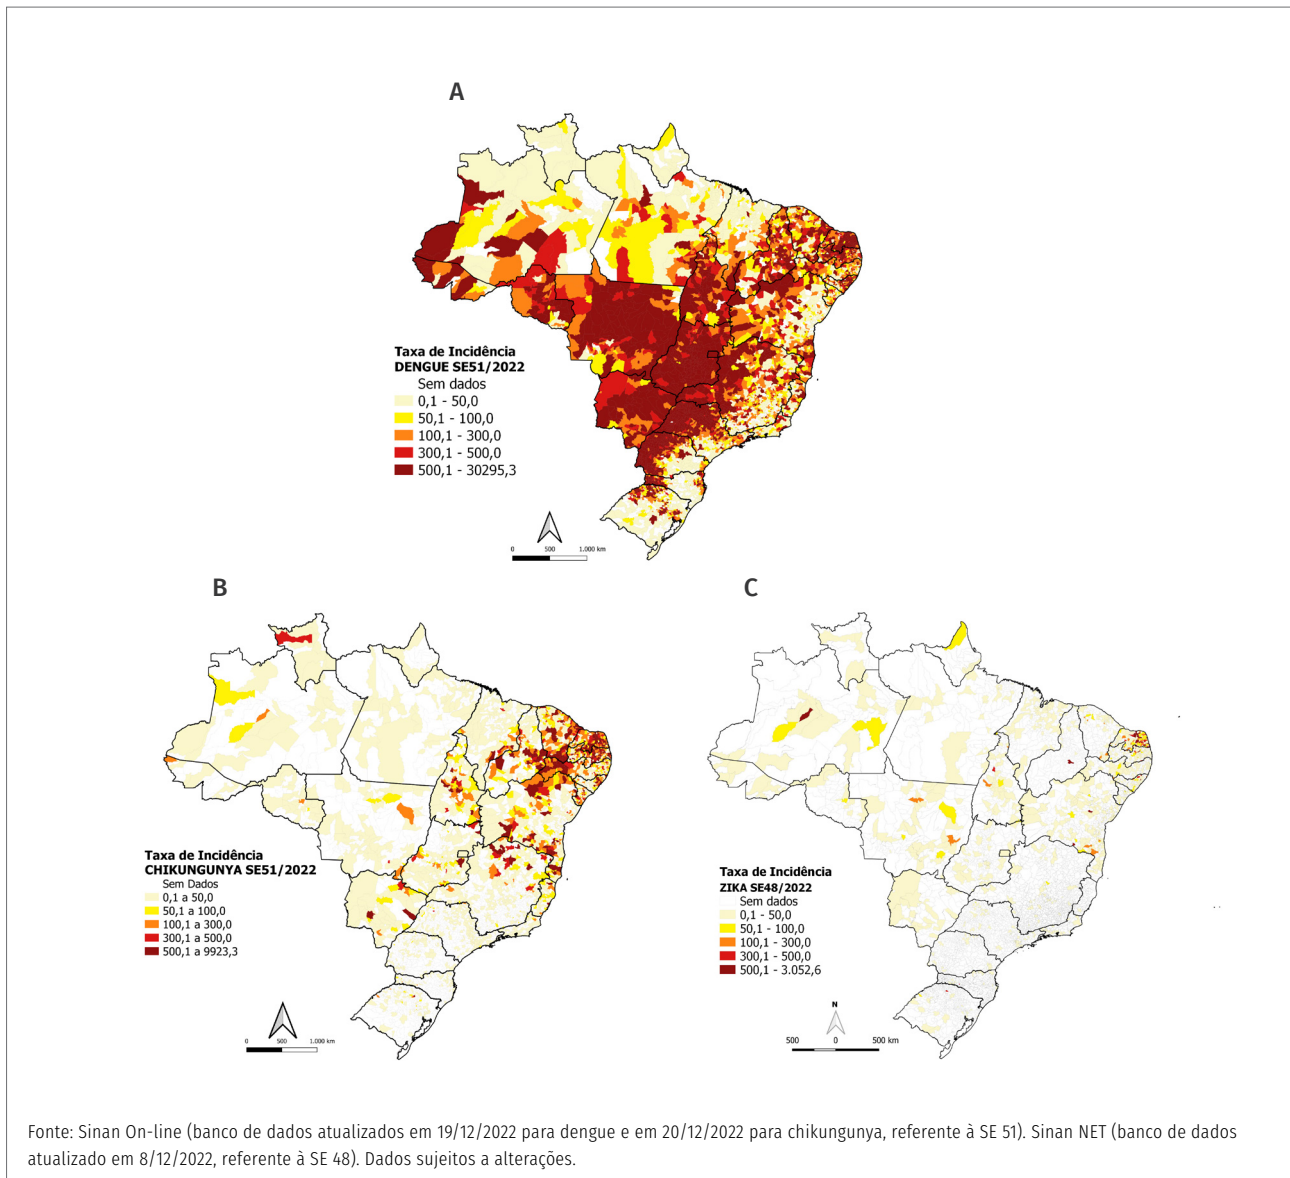 A
Taxa de Incidência
DENGUE SE51/2022
Sem dados
0,1 - 50,0
50,1 - 100,0
100,1 - 300,0
300,1 - 500,0
500,1 - 30295,3
0 500 1.000 km
B
Taxa de Incidência
CHIKUNGUNYA SE51/2022
Sem Dados
0,1 a 50,0
50,1 a 100,0
100,1 a 300,0
300,1 a 500,0
500,1 a 9923,3
0 500 1.000 km
C
Taxa de Incidência
ZIKA SE48/2022
Sem dados
0,1 - 50,0
50,1 - 100,0
100,1 - 300,0
300,1 - 500,0
500,1 - 3.052,6
N
500 0 500 km
Fonte: Sinan On-line (banco de dados atualizados em 19/12/2022 para dengue e em 20/12/2022 para chikungunya, referente à SE 51). Sinan NET (banco de dados
atualizado em 8/12/2022, referente à SE 48). Dados sujeitos a alterações.